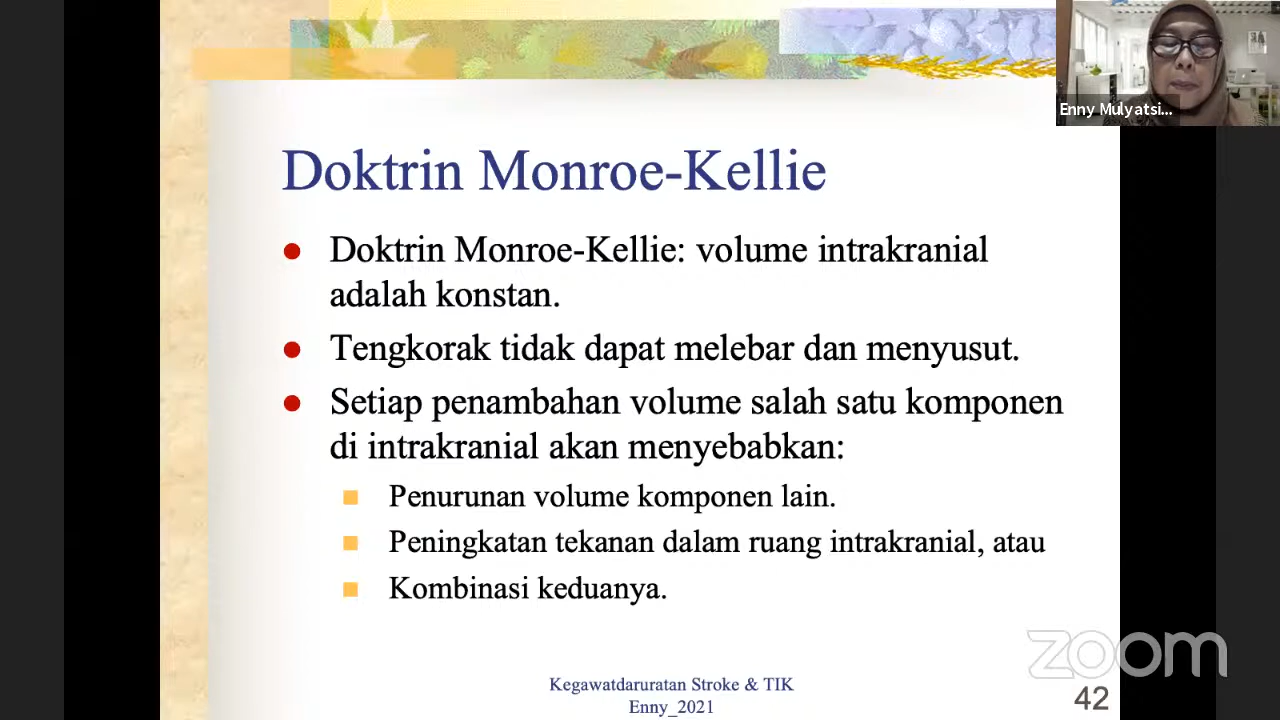 Enny Mulyatsi...
Doktrin Monroe-Kellie
Doktrin Monroe-Kellie: volume intrakranial
adalah konstan.
Tengkorak tidak dapat melebar dan menyusut.
Setiap penambahan volume salah satu komponen
di intrakranial akan menyebabkan:
Penurunan volume komponen lain.
Peningkatan tekanan dalam ruang intrakranial, atau
Kombinasi keduanya.
zoom
Kegawatdaruratan Stroke & TIK
Enny_2021
42